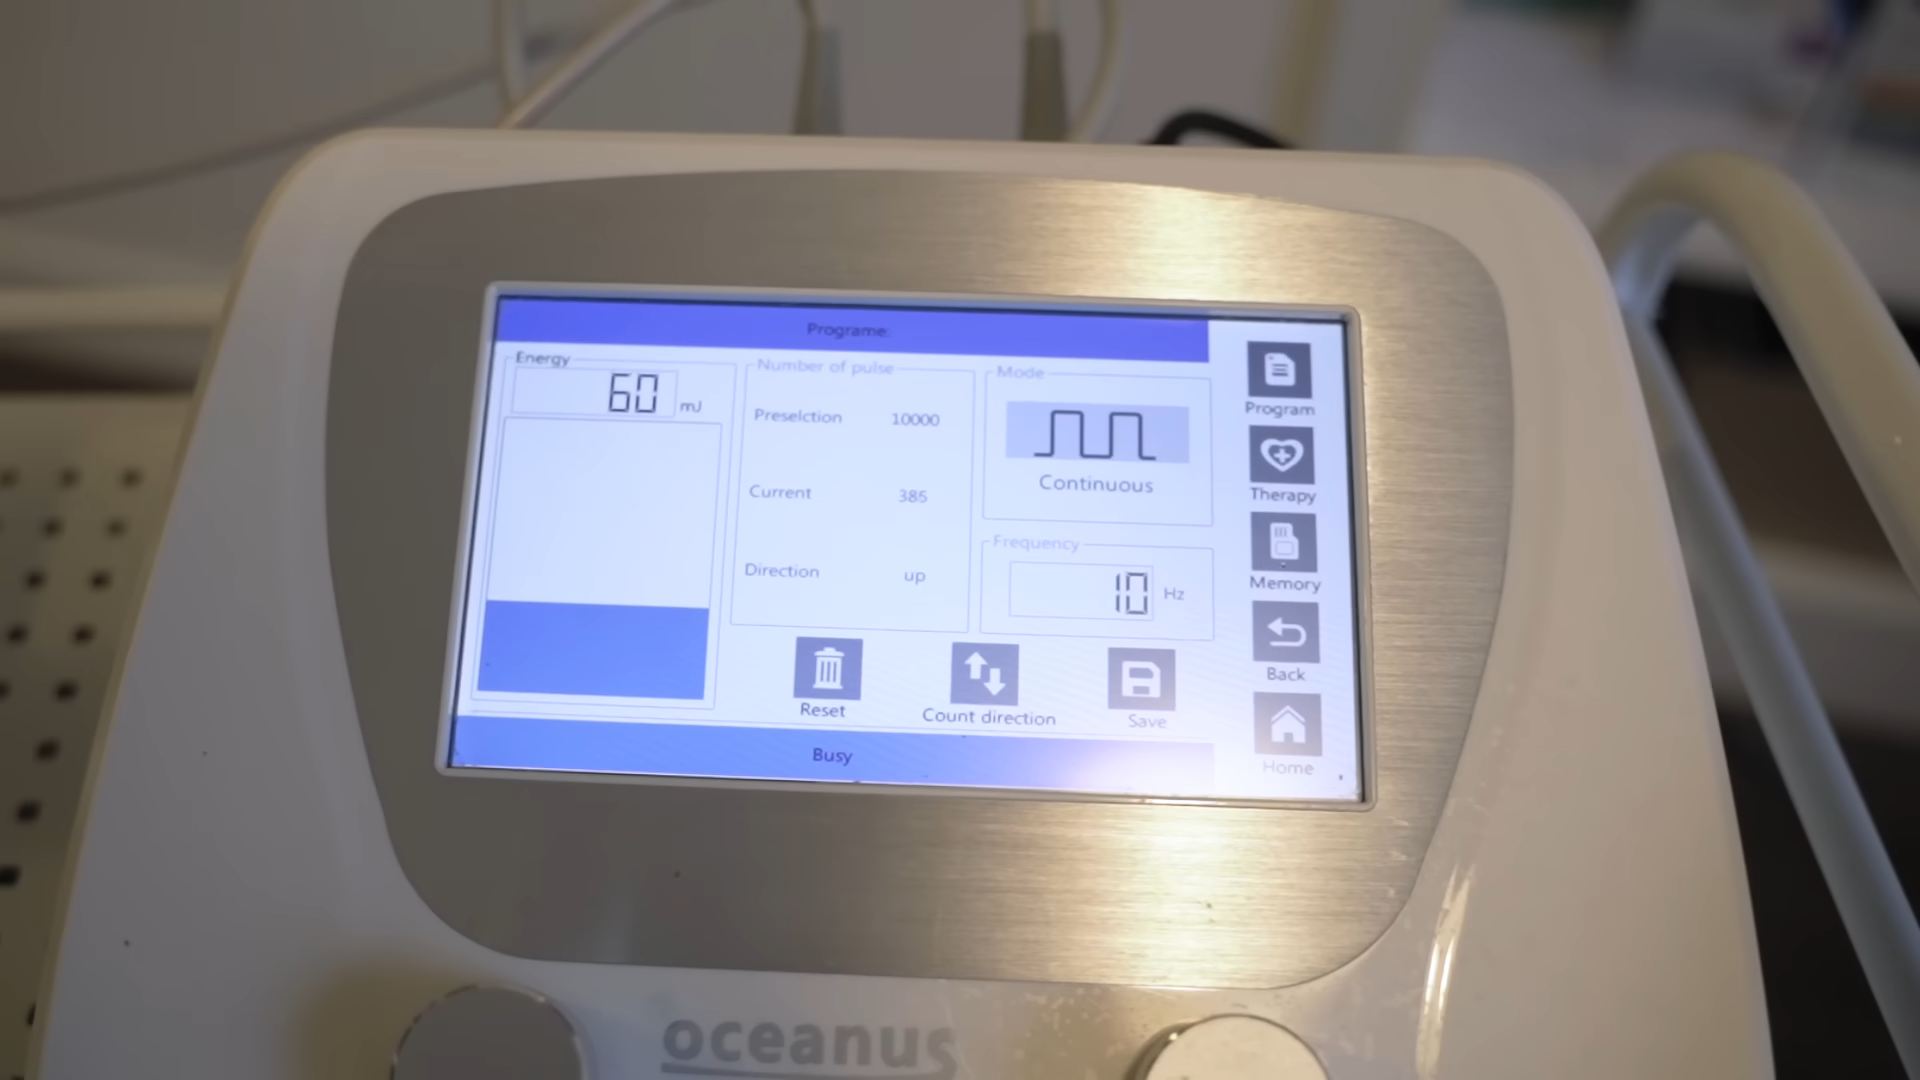 Programe:
Energy
60 mJ
Number of pulse
Preselction 10000
Current 385
Direction up
Mode
Continuous
Frequency
10 Hz
Reset
Count direction
Save
Busy
Program
Therapy
Memory
Back
Home
oceanus